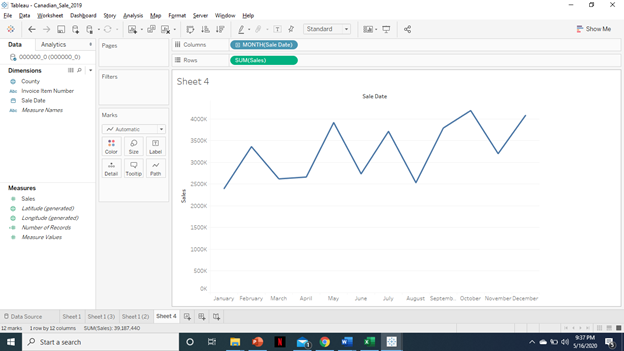 Tableau - Canadian_Sale_2019
File Data Worksheet Dashboard Story Analysis Map Format Server Window Help
Standard
Show Me
Data Analytics
000000_0 (000000_0)
Dimensions
County
Abc Invoice Item Number
Sale Date
Abc Measure Names
Measures
Sales
Latitude (generated)
Longitude (generated)
Number of Records
Measure Values
Pages
Filters
Marks
Automatic
Color Size Label
Detail Tooltip Path
Columns MONTH(Sale Date)
Rows SUM(Sales)
Sheet 4
Sale Date
Sales
4000K
3500K
3000K
2500K
2000K
1500K
1000K
500K
0K
January February March April May June July August Septemb.. October November December
Data Source Sheet 1 Sheet 1 (3) Sheet 1 (2) Sheet 4
12 marks 1 row by 12 columns SUM(Sales): 39,187,440
Start a search
9:37 PM
5/16/2020